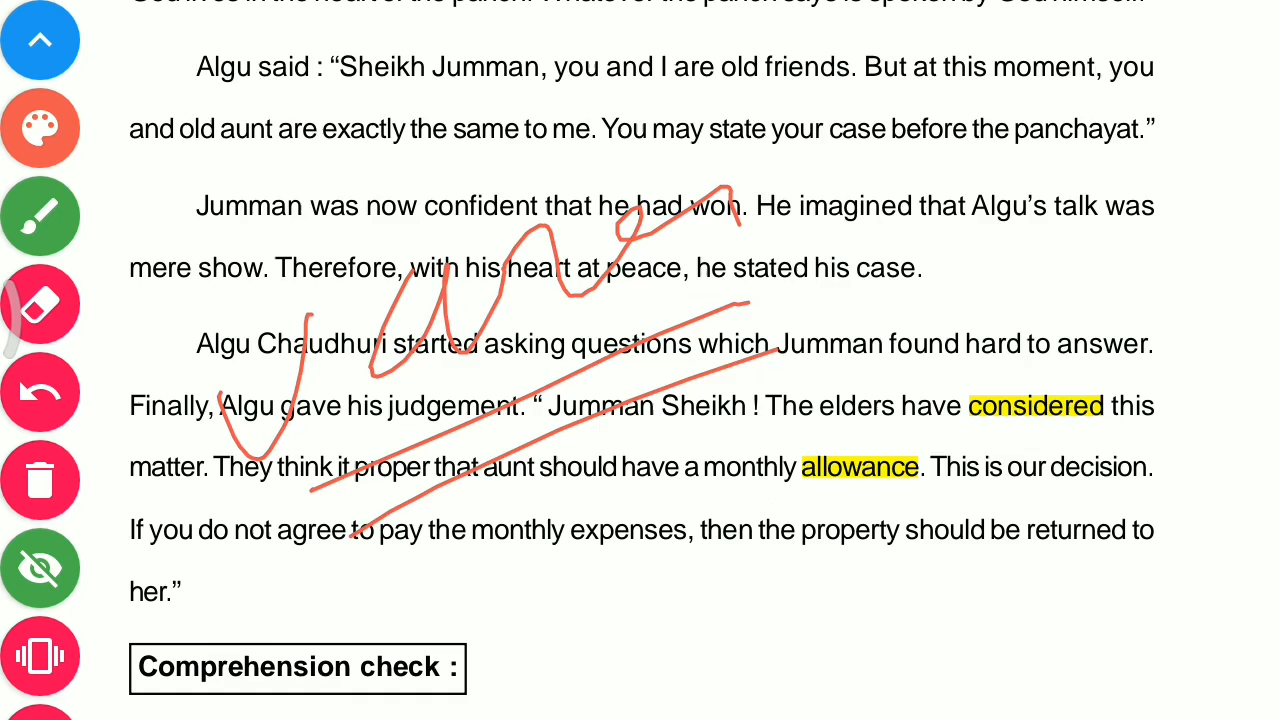 Algu said : “Sheikh Jumman, you and I are old friends. But at this moment, you
and old aunt are exactly the same to me. You may state your case before the panchayat.”
Jumman was now confident that he had won. He imagined that Algu’s talk was
mere show. Therefore, with his heart at peace, he stated his case.
Algu Chaudhuri started asking questions which Jumman found hard to answer.
Finally, Algu gave his judgement. “ Jumman Sheikh ! The elders have considered this
matter. They think it proper that aunt should have a monthly allowance. This is our decision.
If you do not agree to pay the monthly expenses, then the property should be returned to
her.”
Comprehension check :